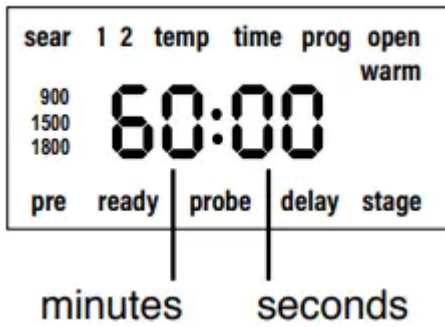 sear 1 2 temp time prog open
warm
900
1500
1800
60:00
pre ready probe delay stage
minutes seconds